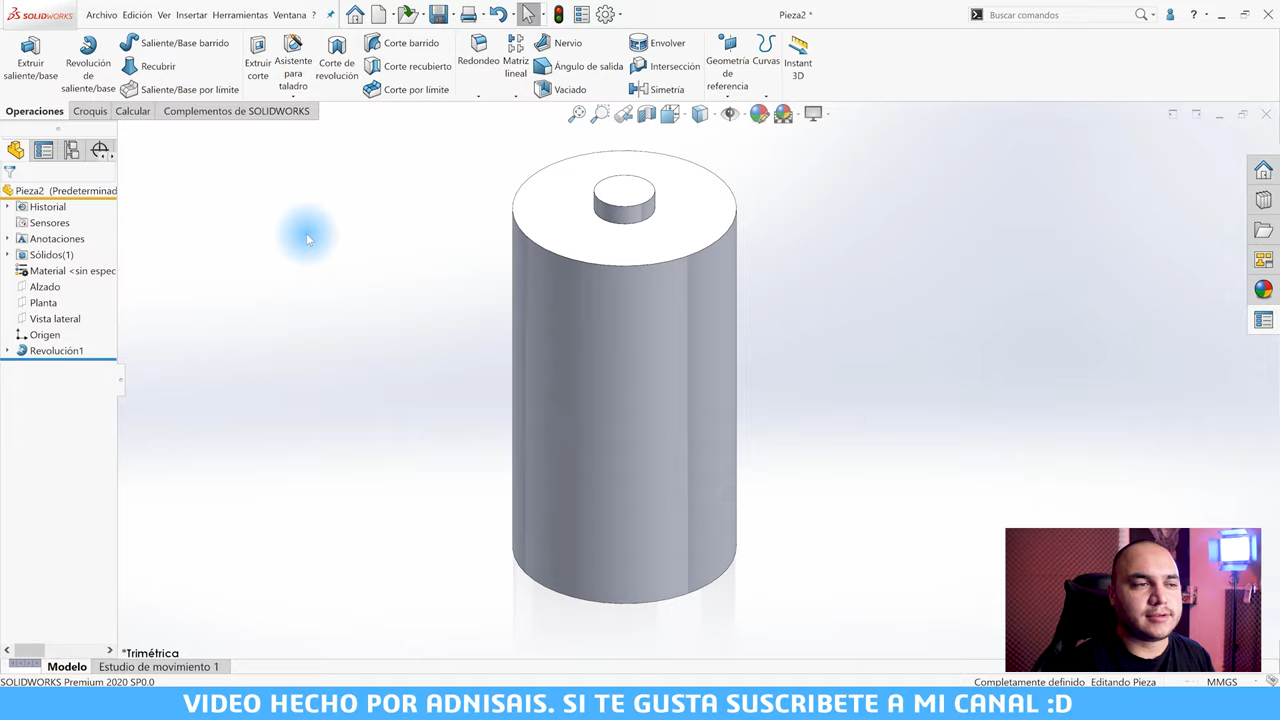 SOLIDWORKS
Archivo Edición Ver Insertar Herramientas Ventana ?
Pieza2 *
Buscar comandos
?
Extruir saliente/base
Revolución de saliente/base
Saliente/Base barrido
Recubrir
Saliente/Base por límite
Extruir corte
Asistente para taladro
Corte de revolución
Corte barrido
Corte recubierto
Corte por límite
Redondeo
Matriz lineal
Nervio
Ángulo de salida
Vaciado
Envolver
Intersección
Simetría
Geometría de referencia
Curvas
Instant 3D
Operaciones Croquis Calcular Complementos de SOLIDWORKS
Pieza2 (Predeterminad
Historial
Sensores
Anotaciones
Sólidos(1)
Material <sin espec
Alzado
Planta
Vista lateral
Origen
Revolución1
*Trimétrica
Modelo Estudio de movimiento 1
SOLIDWORKS Premium 2020 SP0.0
Completamente definido Editando Pieza MMGS
VIDEO HECHO POR ADNISAIS. SI TE GUSTA SUSCRIBETE A MI CANAL :D